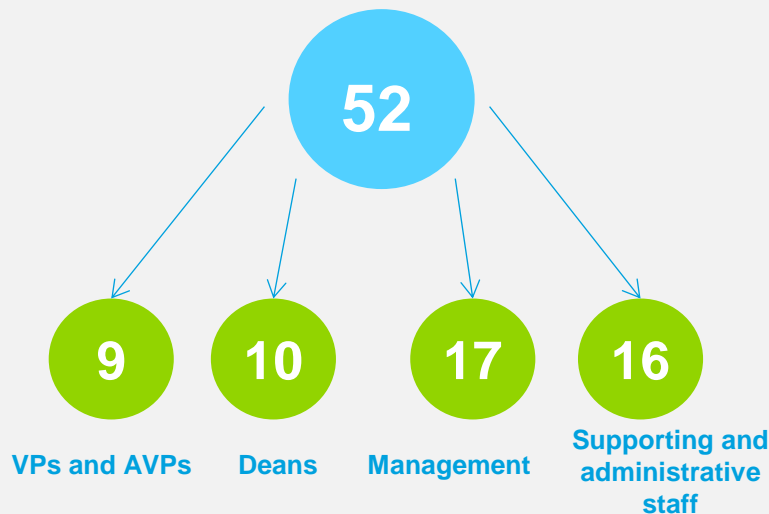 52
9
10
17
16
VPs and AVPs
Deans
Management
Supporting and
administrative
staff